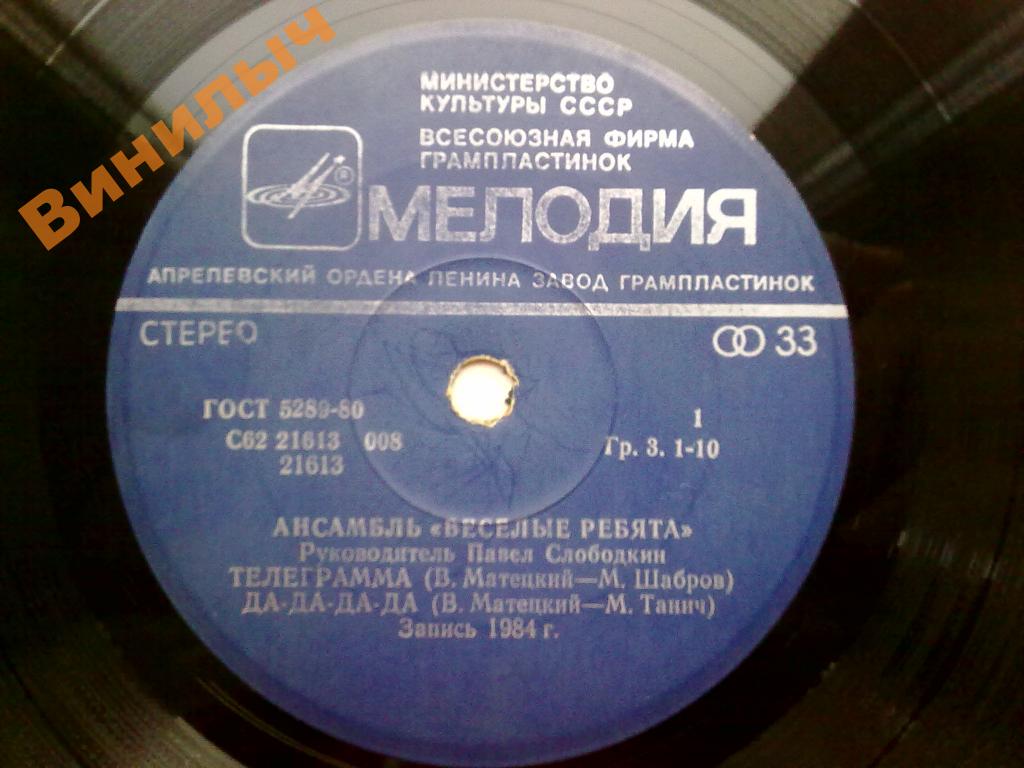 Винилыч
МИНИСТЕРСТВО
КУЛЬТУРЫ СССР
ВСЕСОЮЗНАЯ ФИРМА
ГРАМПЛАСТИНОК
®
МЕЛОДИЯ
АПРЕЛЕВСКИЙ ОРДЕНА ЛЕНИНА ЗАВОД ГРАМПЛАСТИНОК
СТЕРЕО 33
ГОСТ 5289-80 1
С62 21613 008 Гр. 3. 1-10
21613
АНСАМБЛЬ «ВЕСЕЛЫЕ РЕБЯТА»
Руководитель Павел Слободкин
ТЕЛЕГРАММА (В. Матецкий—М. Шабров)
ДА-ДА-ДА-ДА (В. Матецкий—М. Танич)
Запись 1984 г.